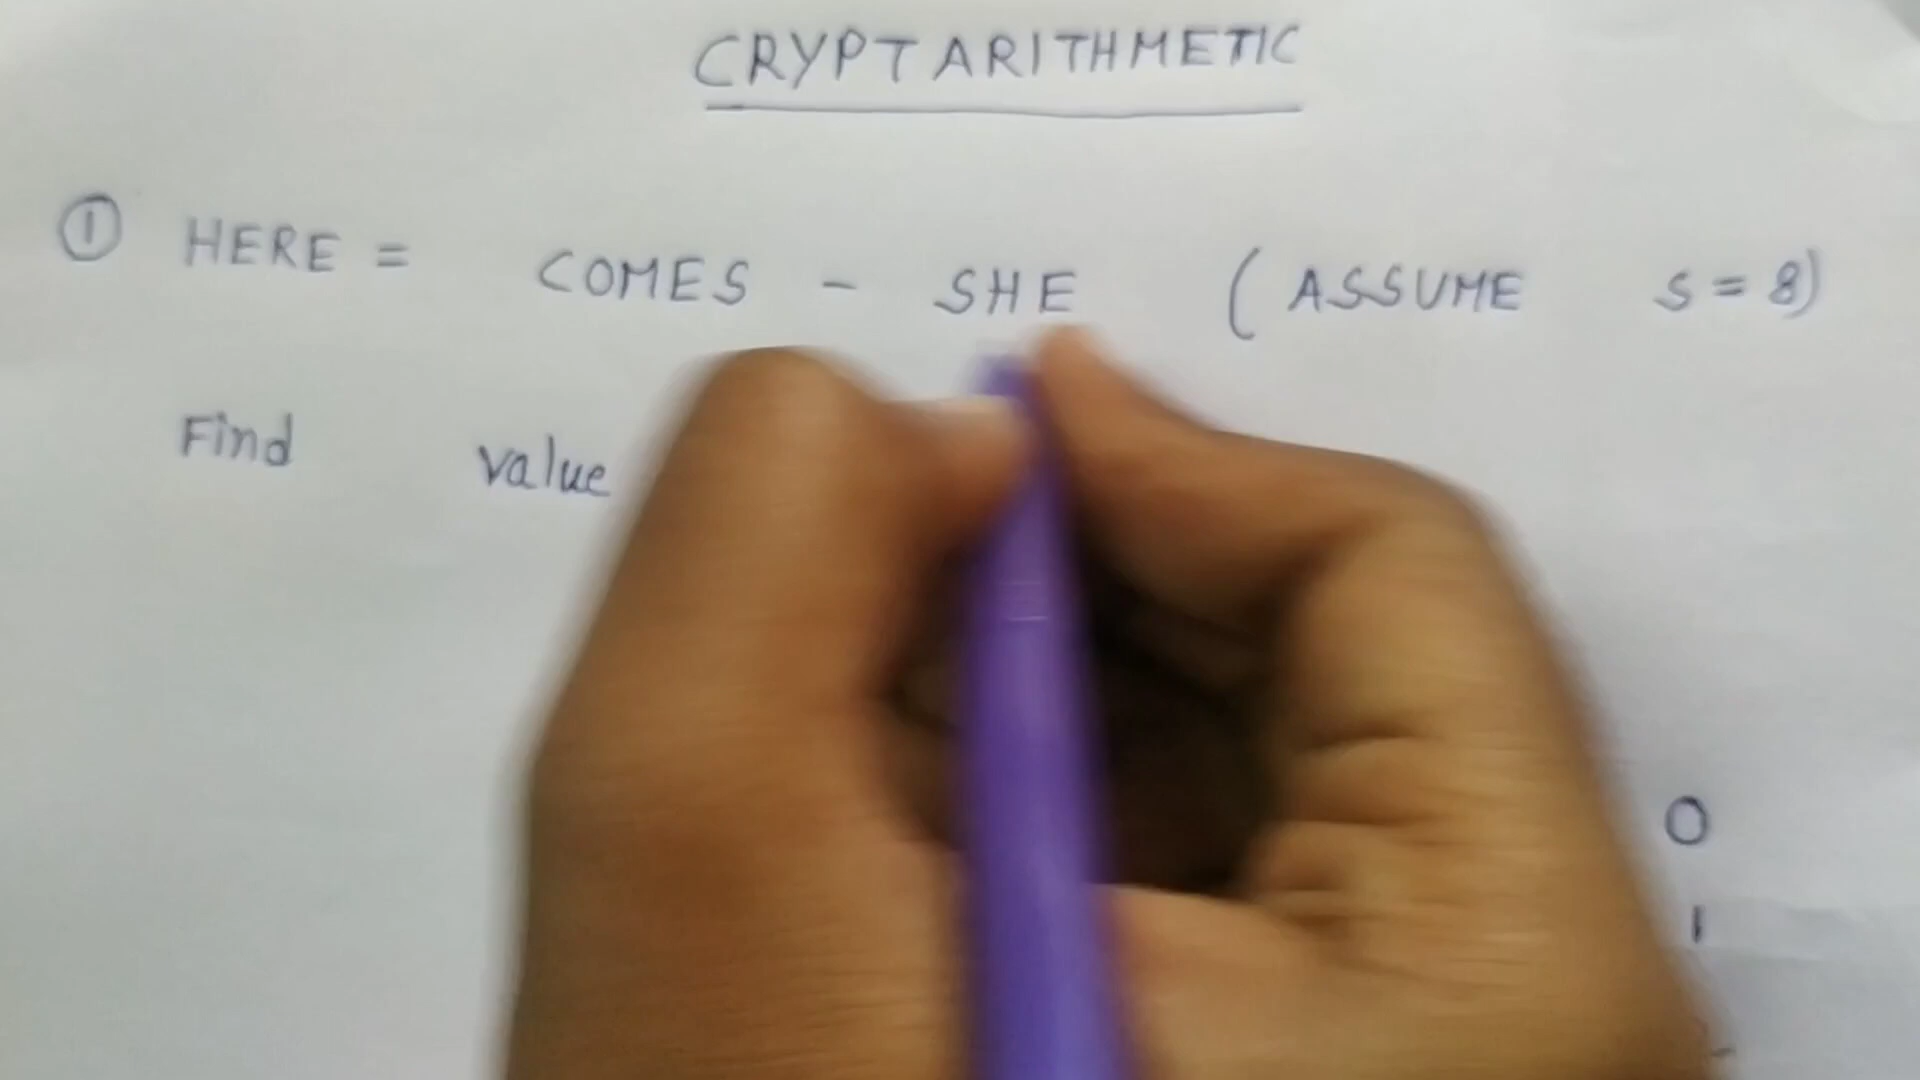 CRYPTARITHMETIC
① HERE = COMES - SHE (ASSUME S = 8)
Find value
0
1